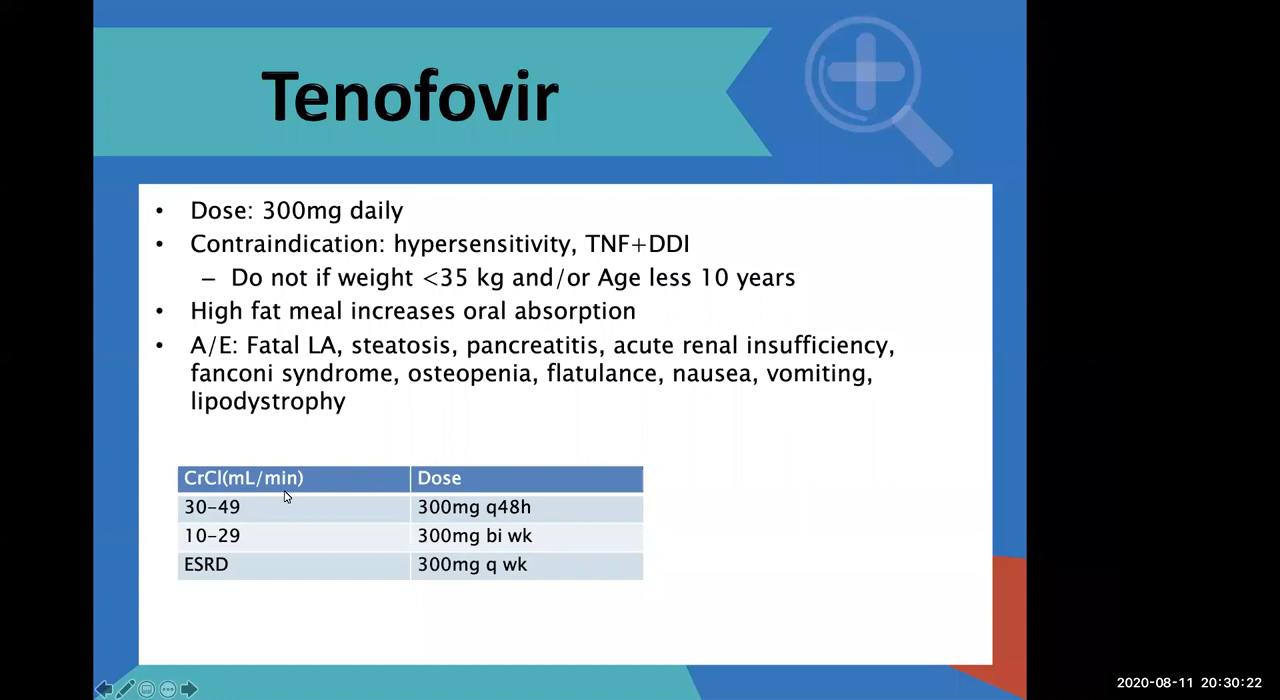 Tenofovir
• Dose: 300mg daily
• Contraindication: hypersensitivity, TNF+DDI
– Do not if weight <35 kg and/or Age less 10 years
• High fat meal increases oral absorption
• A/E: Fatal LA, steatosis, pancreatitis, acute renal insufficiency,
fanconi syndrome, osteopenia, flatulance, nausea, vomiting,
lipodystrophy
CrCl(mL/min) Dose
30-49 300mg q48h
10-29 300mg bi wk
ESRD 300mg q wk
2020-08-11 20:30:22